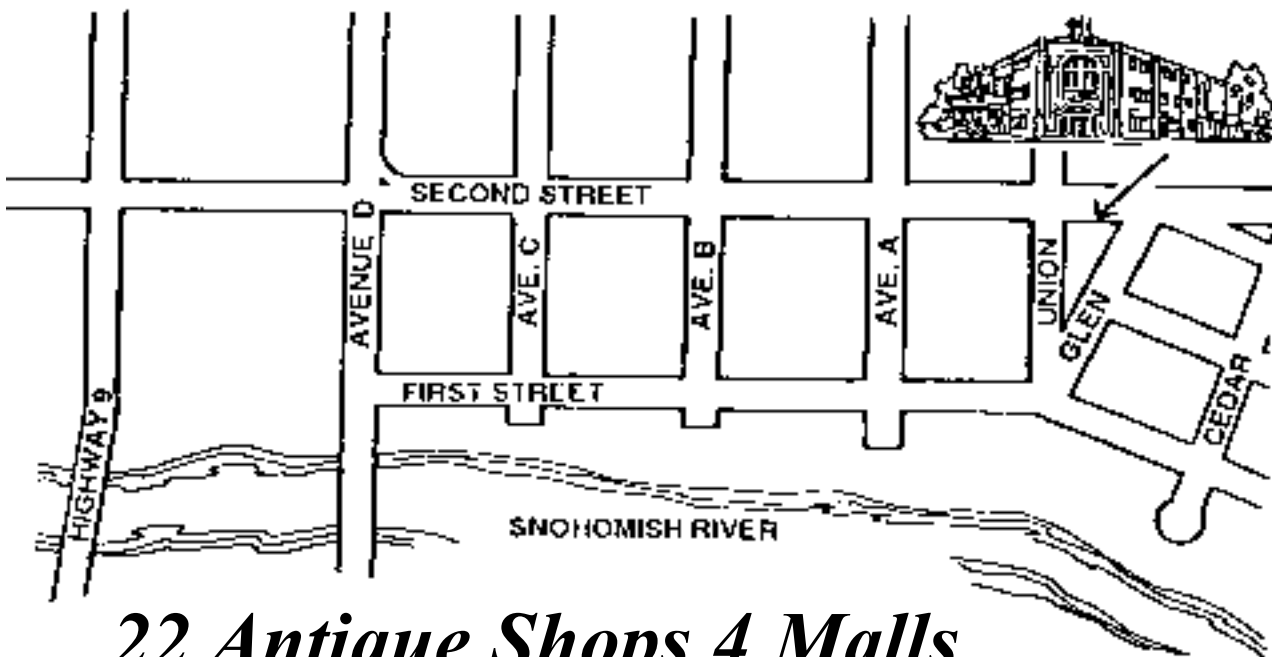 SECOND STREET
AVENUE D
AVE. C
AVE. B
AVE. A
UNION
GLEN
CEDAR
FIRST STREET
HIGHWAY 9
SNOHOMISH RIVER
22 Antique Shops 4 Malls